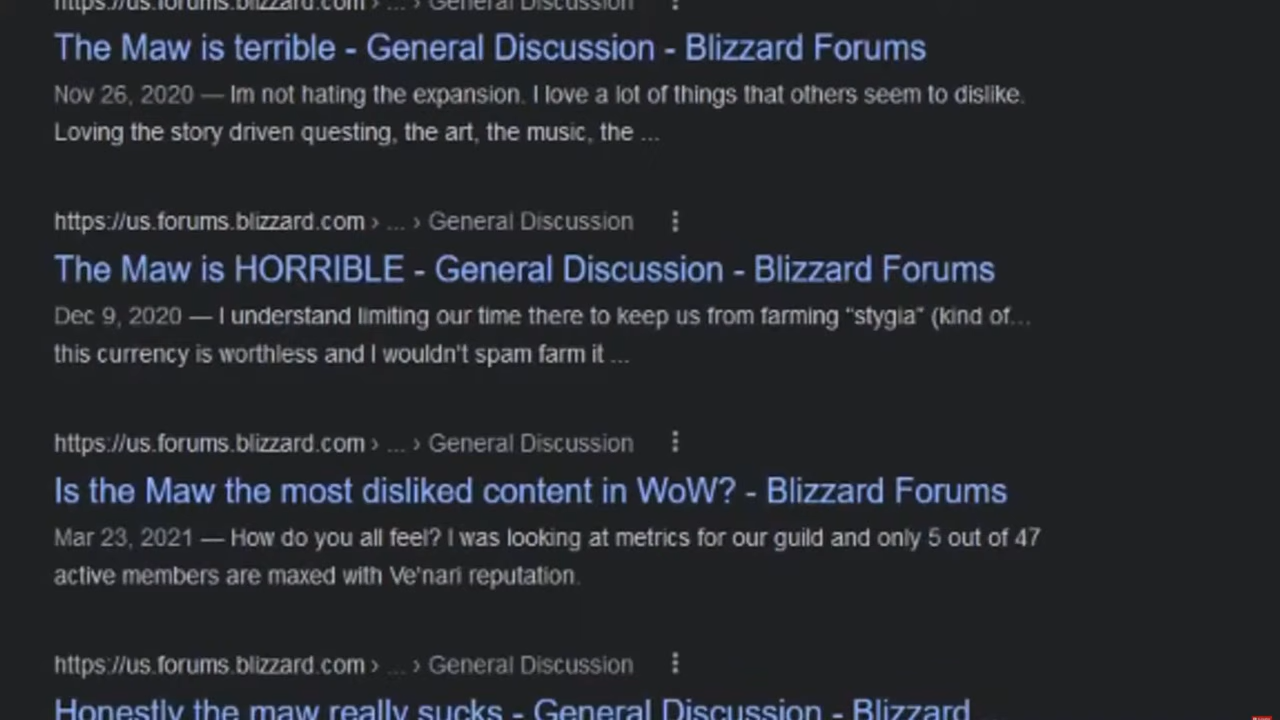 https://us.forums.blizzard.com › ... › General Discussion
The Maw is terrible - General Discussion - Blizzard Forums
Nov 26, 2020 — Im not hating the expansion. I love a lot of things that others seem to dislike.
Loving the story driven questing, the art, the music, the ...
https://us.forums.blizzard.com › ... › General Discussion
The Maw is HORRIBLE - General Discussion - Blizzard Forums
Dec 9, 2020 — I understand limiting our time there to keep us from farming "stygia" (kind of...
this currency is worthless and I wouldn't spam farm it ...
https://us.forums.blizzard.com › ... › General Discussion
Is the Maw the most disliked content in WoW? - Blizzard Forums
Mar 23, 2021 — How do you all feel? I was looking at metrics for our guild and only 5 out of 47
active members are maxed with Ve'nari reputation.
https://us.forums.blizzard.com › ... › General Discussion
Honestly the maw really sucks - General Discussion - Blizzard ...